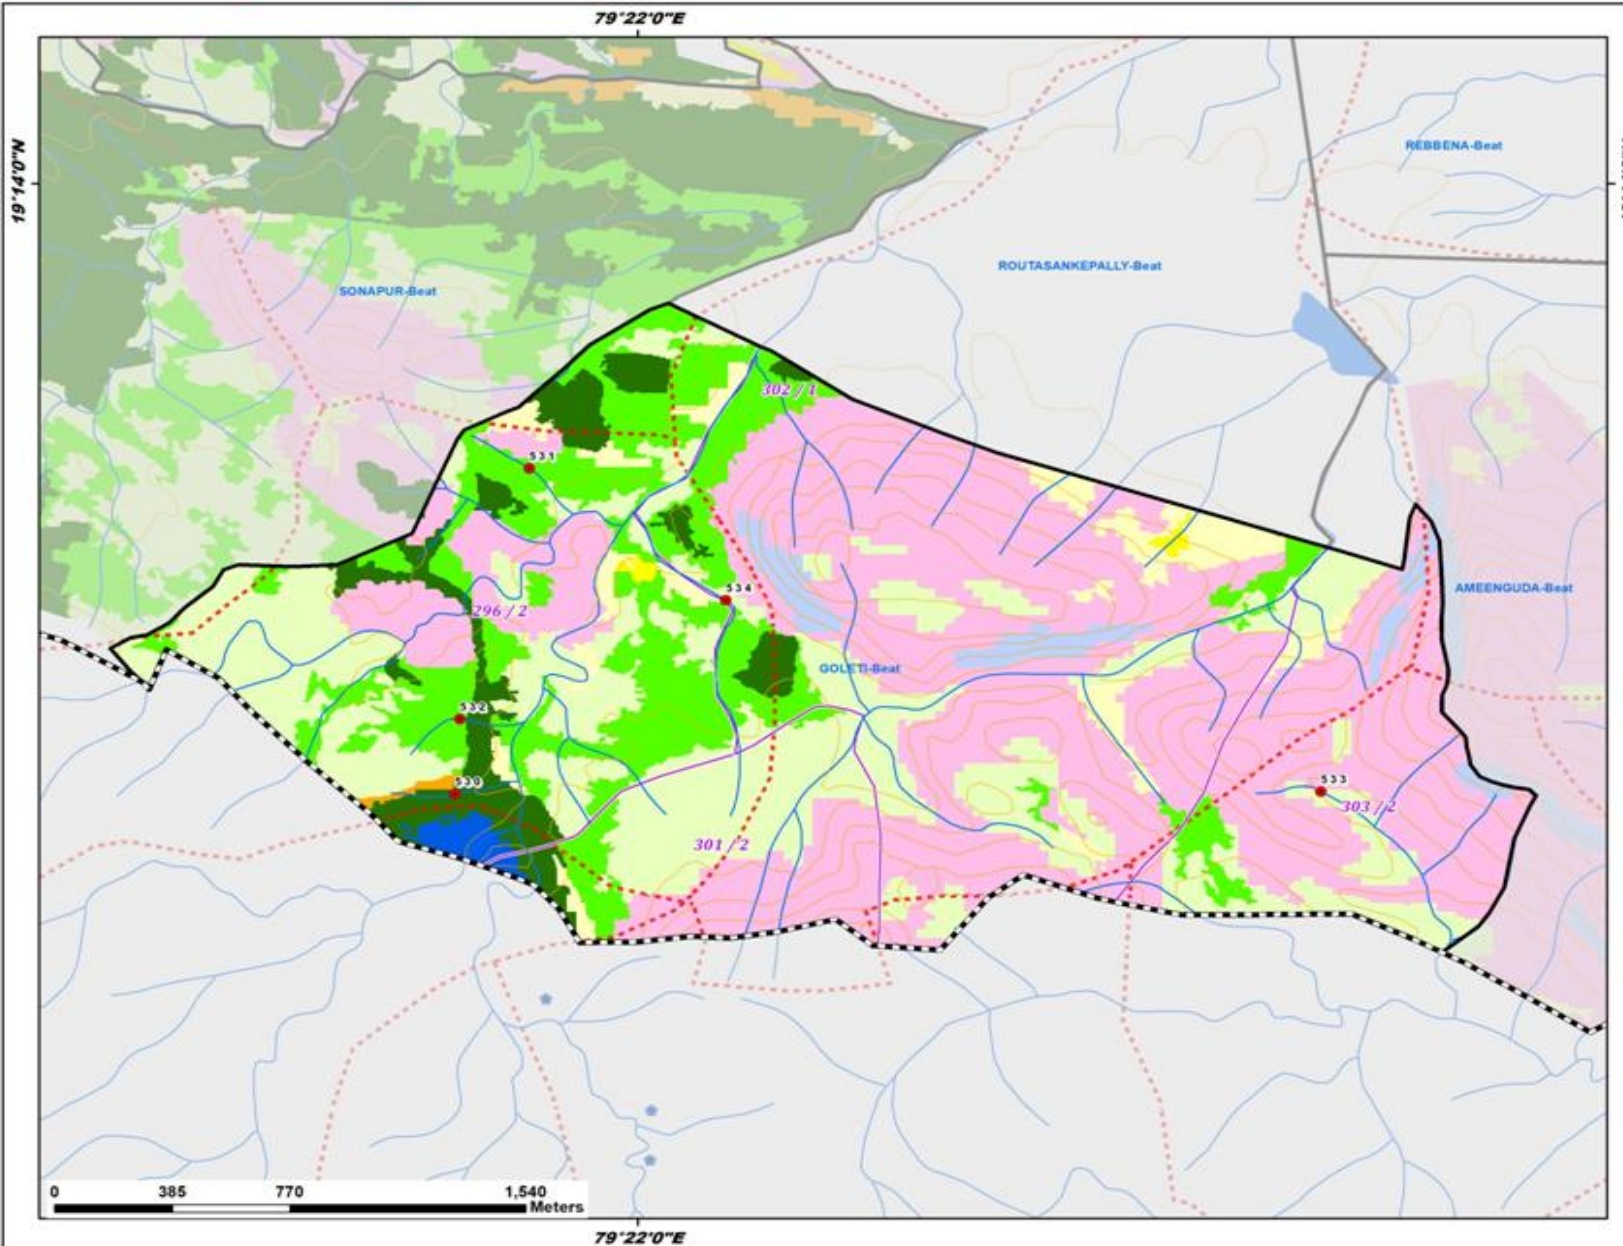 79°22'0"E
19°14'0"N
REBBENA-Beat
ROUTASANKEPALLY-Beat
SONAPUR-Beat
302 / 1
531
AMEENGUDA-Beat
534
296 / 2
GOLETI-Beat
532
530
533
303 / 2
301 / 2
0 385 770 1,540
Meters
79°22'0"E